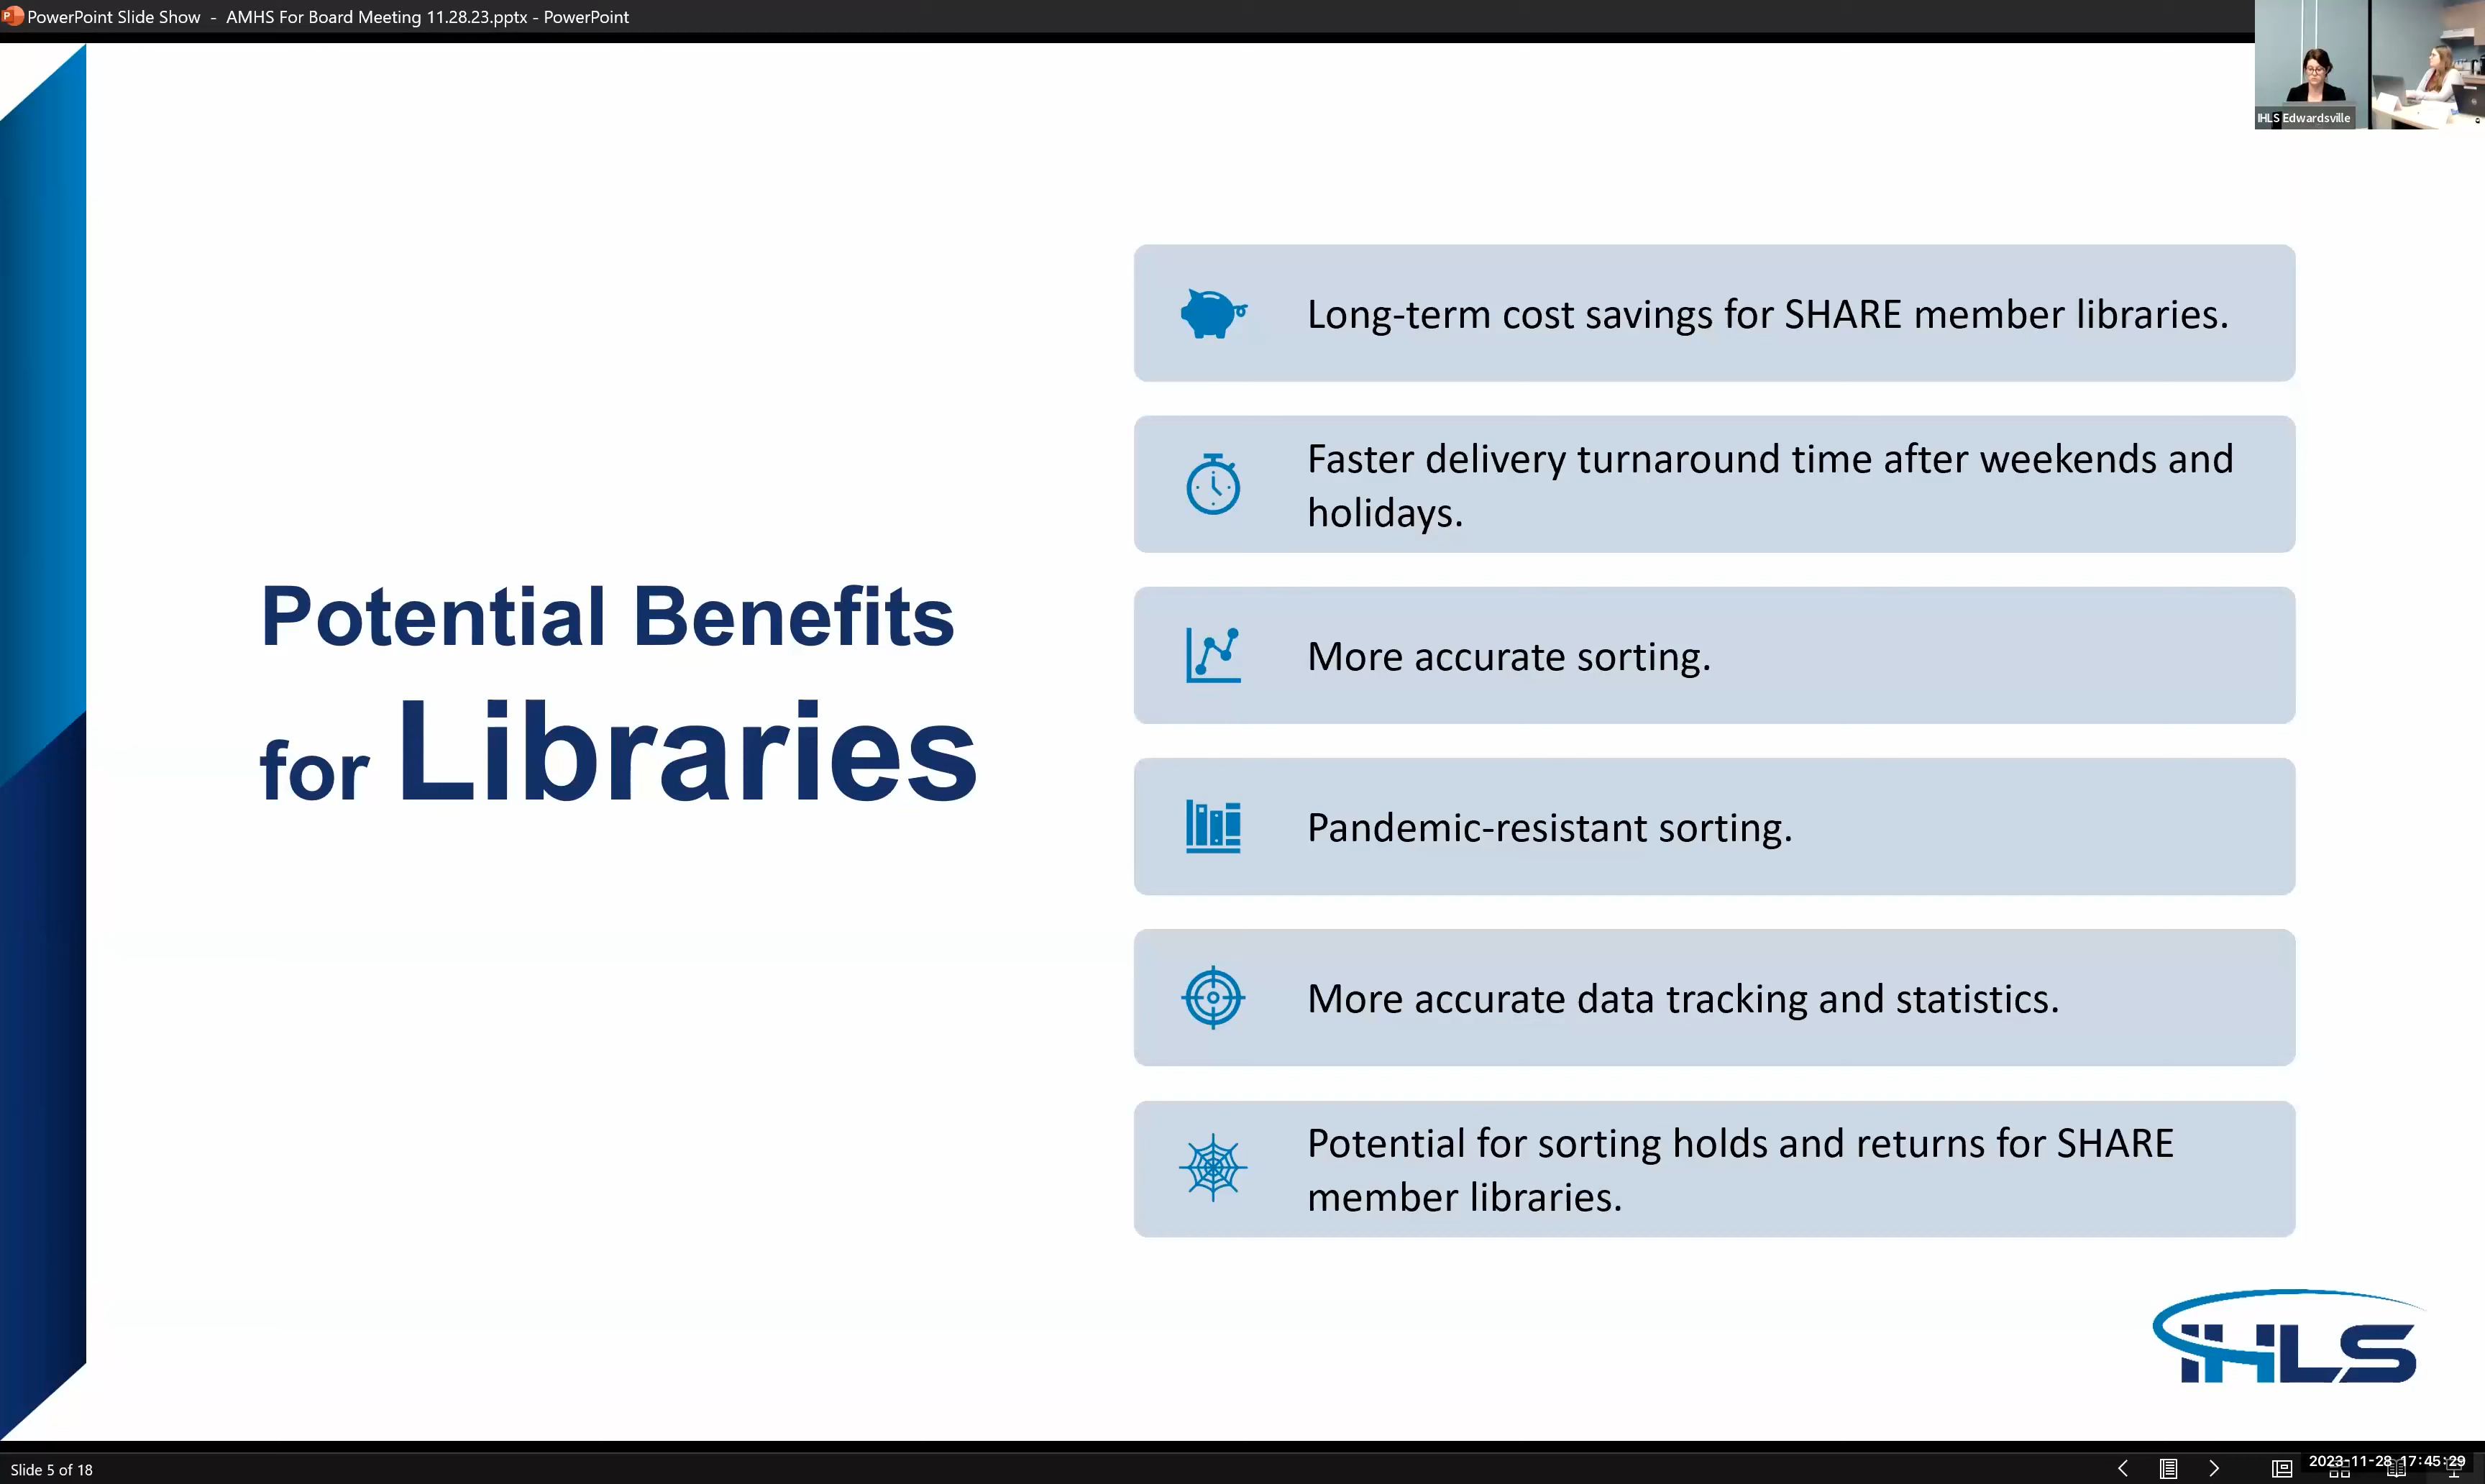 PowerPoint Slide Show - AMHS For Board Meeting 11.28.23.pptx - PowerPoint
IHLS Edwardsville
Potential Benefits
for Libraries
Long-term cost savings for SHARE member libraries.
Faster delivery turnaround time after weekends and
holidays.
More accurate sorting.
Pandemic-resistant sorting.
More accurate data tracking and statistics.
Potential for sorting holds and returns for SHARE
member libraries.
IHLS
Slide 5 of 18
2023-11-28 17:45:29